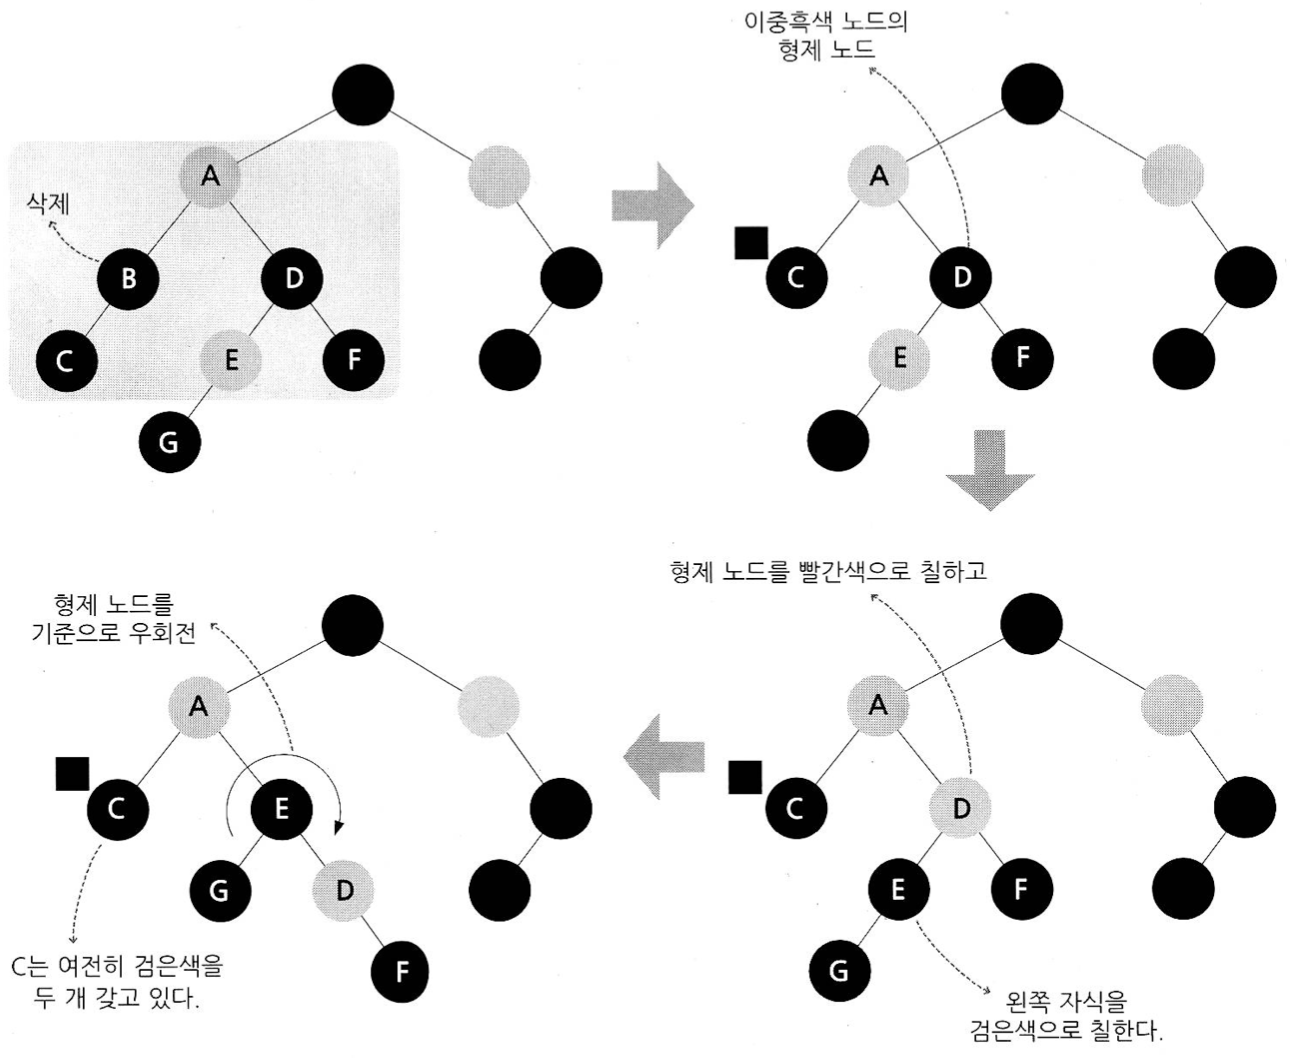 삭제
A
B
D
C
E
F
G
이중흑색 노드의
형제 노드
A
C
D
E
F
형제 노드를 빨간색으로 칠하고
A
C
D
E
F
G
왼쪽 자식을
검은색으로 칠한다.
형제 노드를
기준으로 우회전
A
C
E
G
D
F
C는 여전히 검은색을
두 개 갖고 있다.